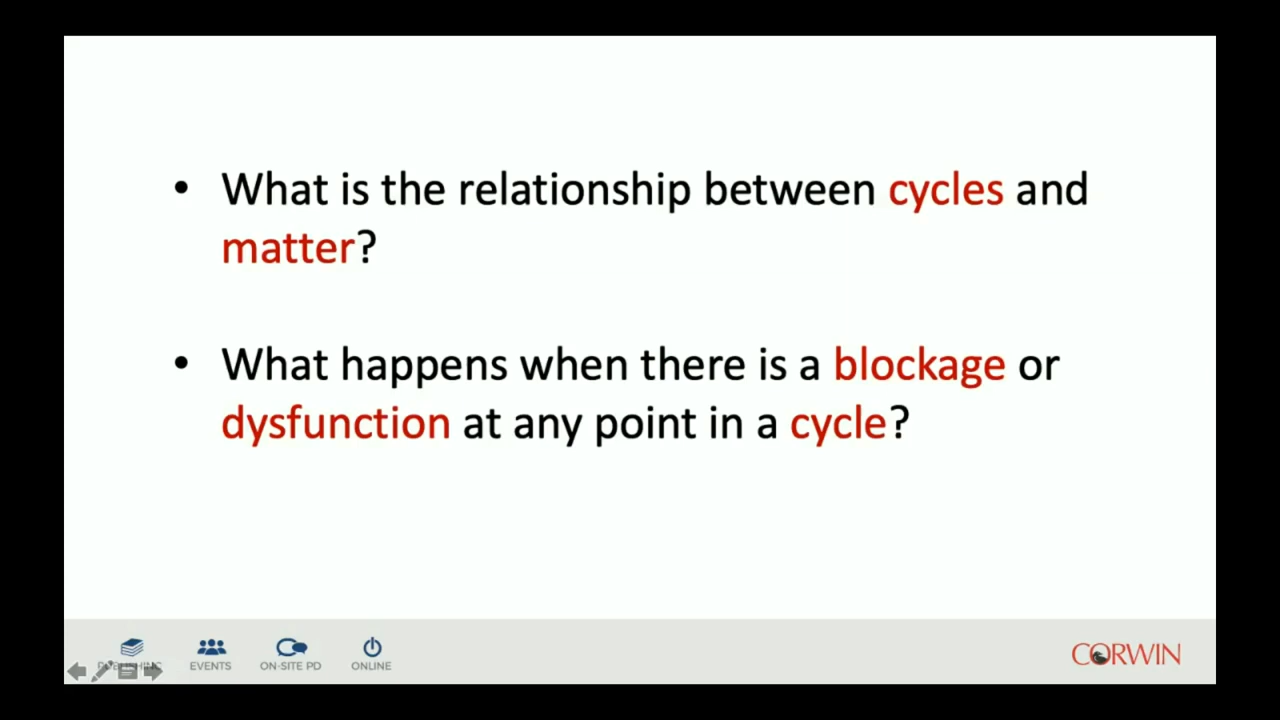 • What is the relationship between cycles and
matter?
• What happens when there is a blockage or
dysfunction at any point in a cycle?
PUBLISHING
EVENTS
ON-SITE PD
ONLINE
CORWIN